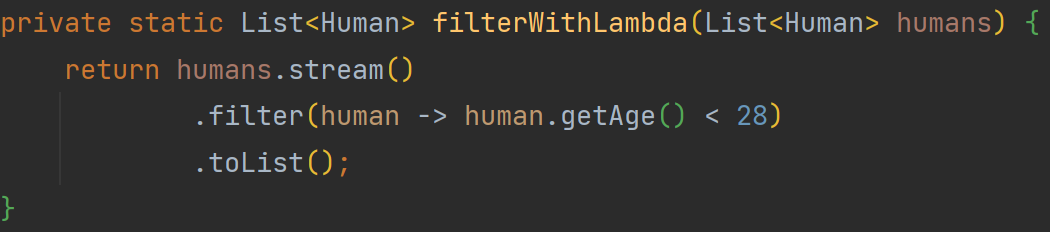 private static List<Human> filterWithLambda(List<Human> humans) {
    return humans.stream()
            .filter(human -> human.getAge() < 28)
            .toList();
}